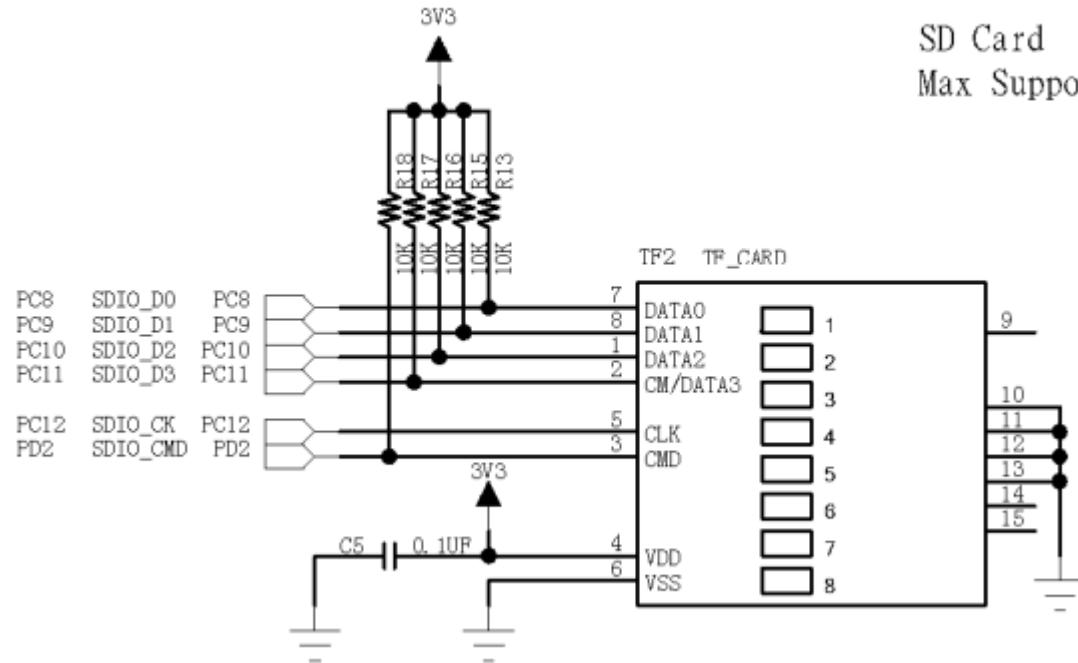 3V3
SD Card
Max Suppo
R18
R17
R16
R15
R13
10K
10K
10K
10K
10K
TF2 TF_CARD
PC8 SDIO_D0 PC8 7 DATA0 1
PC9 SDIO_D1 PC9 8 DATA1 9
PC10 SDIO_D2 PC10 1 DATA2 2
PC11 SDIO_D3 PC11 2 CM/DATA3 3
10
PC12 SDIO_CK PC12 5 CLK 4 11
PD2 SDIO_CMD PD2 3 CMD 12
3V3 5 13
6 14
15
C5 0.1UF 4 VDD 7
6 VSS 8